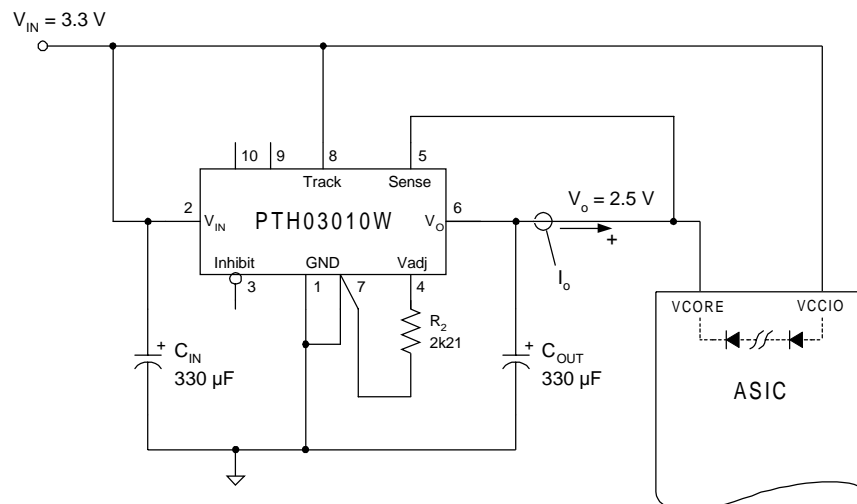 V_IN = 3.3 V
10 9 8 5
Track Sense
V_o = 2.5 V
2 V_IN PTH03010W V_O 6
+
I_o
Inhibit GND Vadj
3 1 7 4
VCORE VCCIO
R_2
2k21
+ C_IN
330 µF
+ C_OUT
330 µF
ASIC